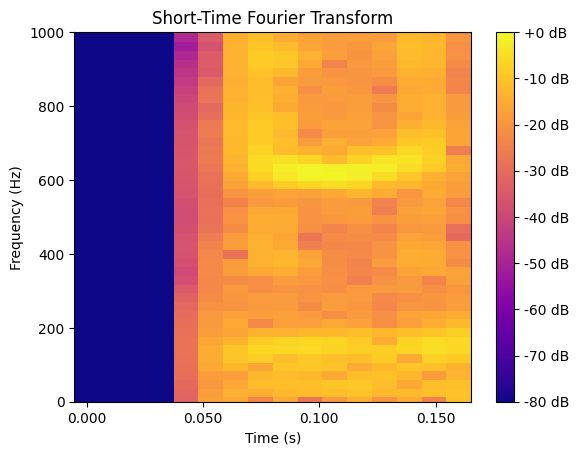 Short-Time Fourier Transform
Frequency (Hz)
1000
800
600
400
200
0
0.000
0.050
0.100
0.150
Time (s)
+0 dB
-10 dB
-20 dB
-30 dB
-40 dB
-50 dB
-60 dB
-70 dB
-80 dB